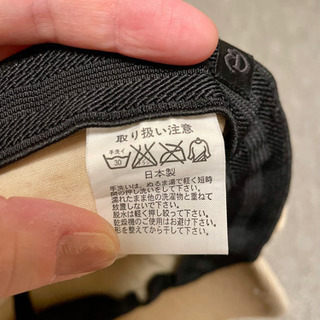 取り扱い注意
手洗イ
30
日本製
手洗いは、ぬるま湯で軽く短時
間の押し洗いをして下さい。
濡れたまま他の洗濯物と重ねて
放置しないで下さい。
脱水は軽く押し絞って下さい。
乾燥機のご使用はお避け下さい。
形を整えてから干して下さい。